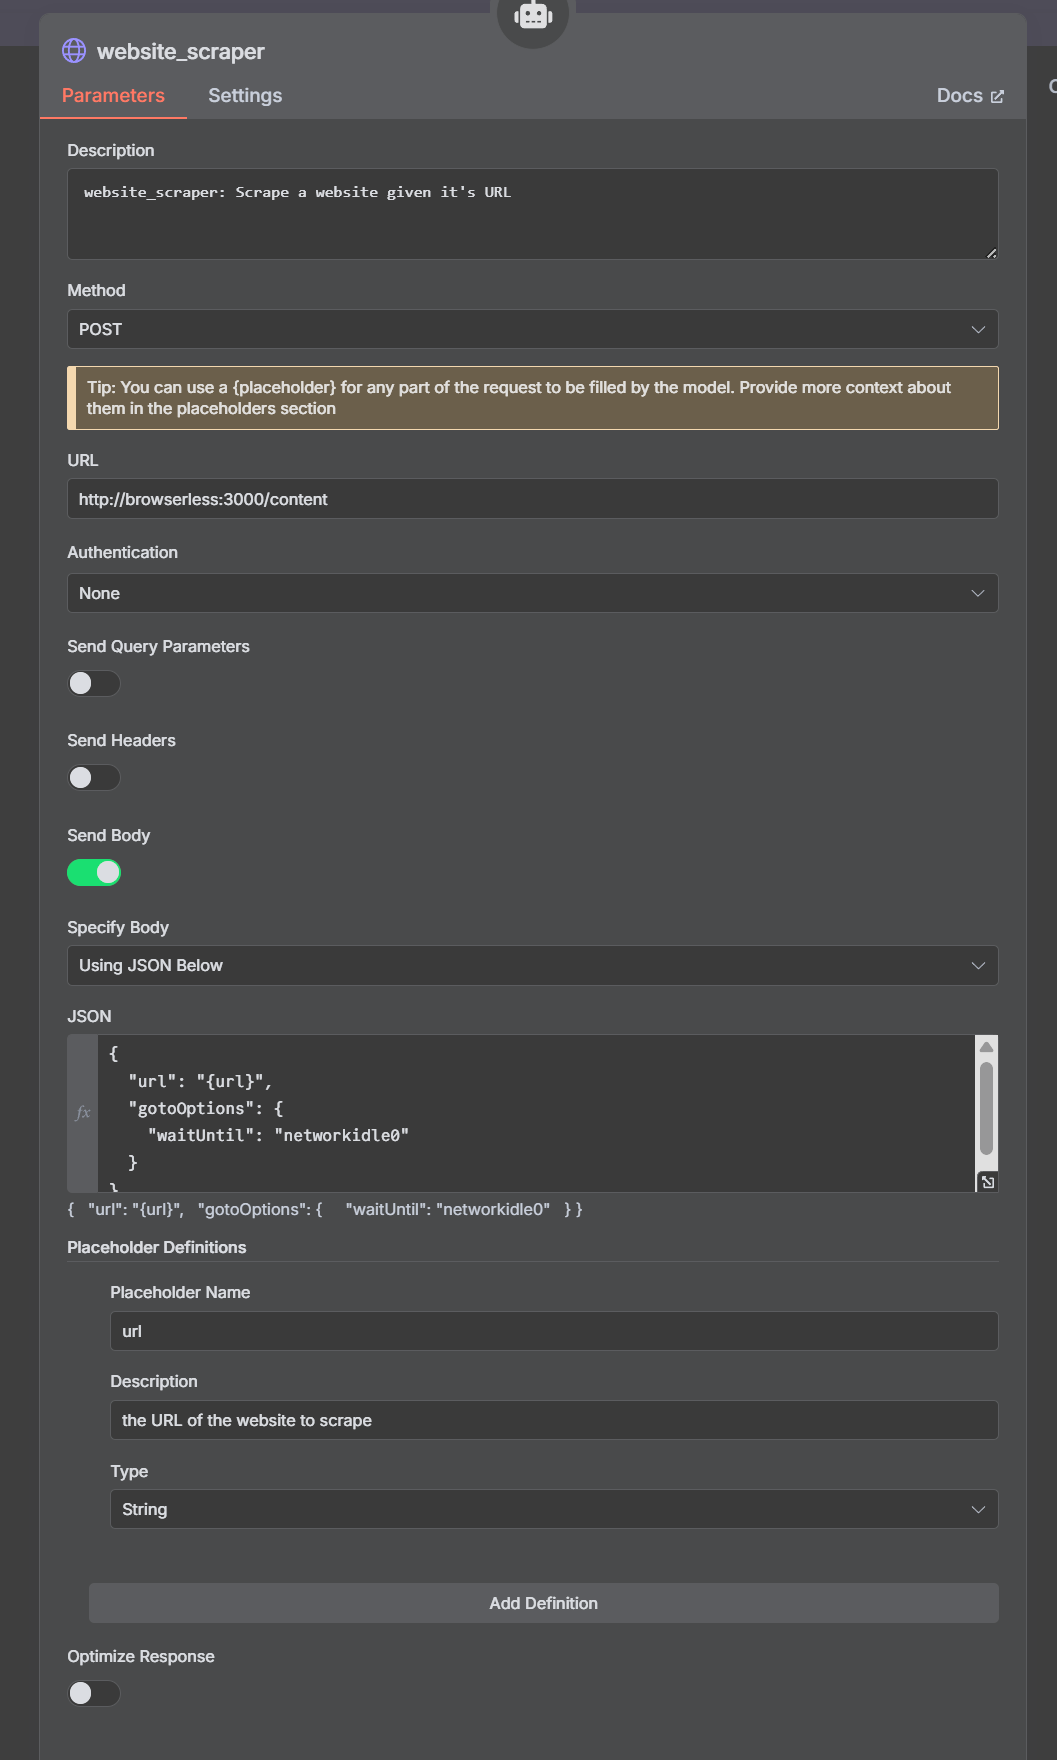 website_scraper
Parameters
Settings
Docs
Description
website_scraper: Scrape a website given it's URL
Method
POST
Tip: You can use a {placeholder} for any part of the request to be filled by the model. Provide more context about
them in the placeholders section
URL
http://browserless:3000/content
Authentication
None
Send Query Parameters
Send Headers
Send Body
Specify Body
Using JSON Below
JSON
fx
{
"url": "{url}",
"gotoOptions": {
"waitUntil": "networkidle0"
}
}
{ "url": "{url}", "gotoOptions": { "waitUntil": "networkidle0" } }
Placeholder Definitions
Placeholder Name
url
Description
the URL of the website to scrape
Type
String
Add Definition
Optimize Response